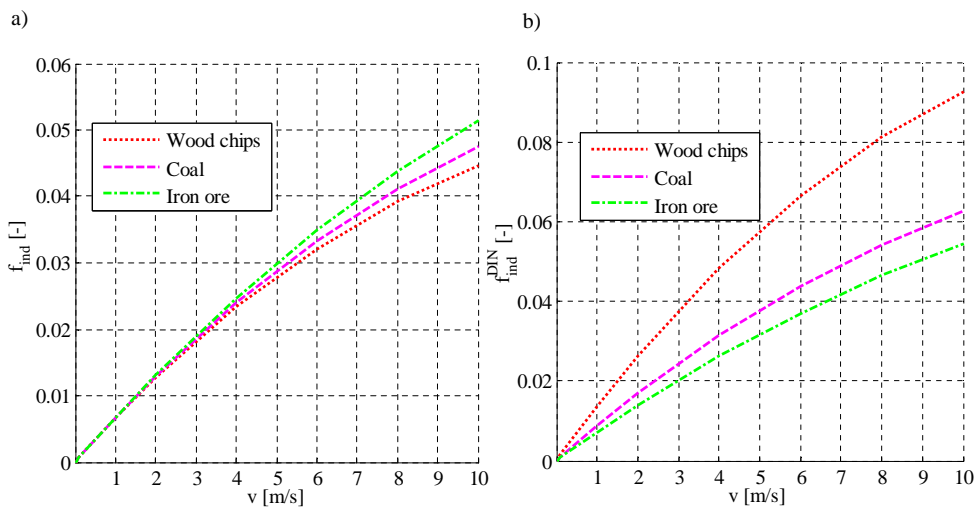 a)
0.06
0.05
0.04
0.03
0.02
0.01
0
f_ind [-]
Wood chips
Coal
Iron ore
1 2 3 4 5 6 7 8 9 10
v [m/s]
b)
0.1
0.08
0.06
0.04
0.02
0
f_ind^DIN [-]
Wood chips
Coal
Iron ore
1 2 3 4 5 6 7 8 9 10
v [m/s]